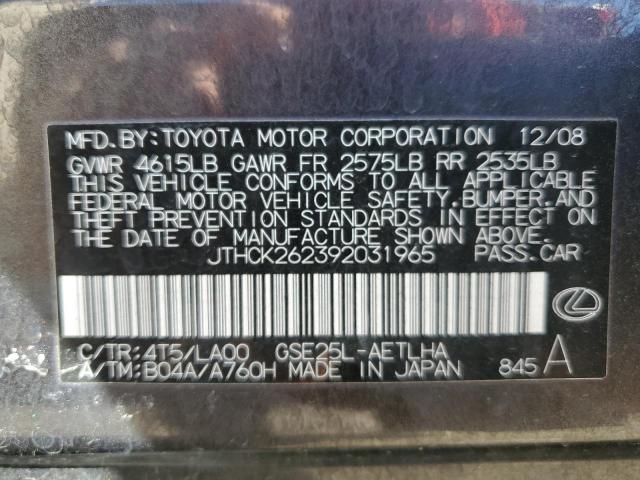 MFD.BY:TOYOTA MOTOR CORPORATION 12/08
GVWR 4615LB GAWR FR 2575LB RR 2535LB
THIS VEHICLE CONFORMS TO ALL APPLICABLE
FEDERAL MOTOR VEHICLE SAFETY,BUMPER,AND
THEFT PREVENTION STANDARDS IN EFFECT ON
THE DATE OF MANUFACTURE SHOWN ABOVE.
JTHCK262392031965 PASS.CAR
C/TR:4T5/LA00 GSE25L-AETLHA
A/TM:B04A/A760H MADE IN JAPAN 845 A